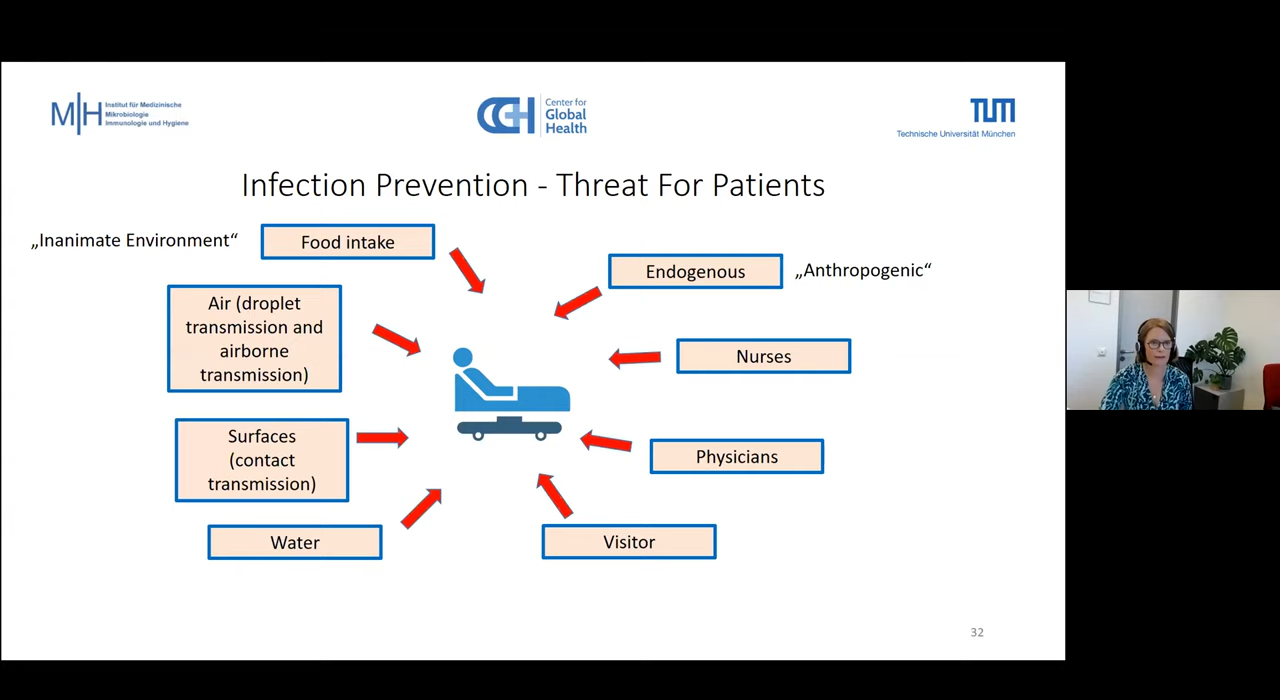 M|H
Institut für Medizinische
Mikrobiologie
Immunologie und Hygiene
CGH
Center for
Global
Health
TUM
Technische Universität München
Infection Prevention - Threat For Patients
„Inanimate Environment“
Food intake
Endogenous
„Anthropogenic“
Air (droplet
transmission and
airborne
transmission)
Nurses
Surfaces
(contact
transmission)
Physicians
Water
Visitor
32